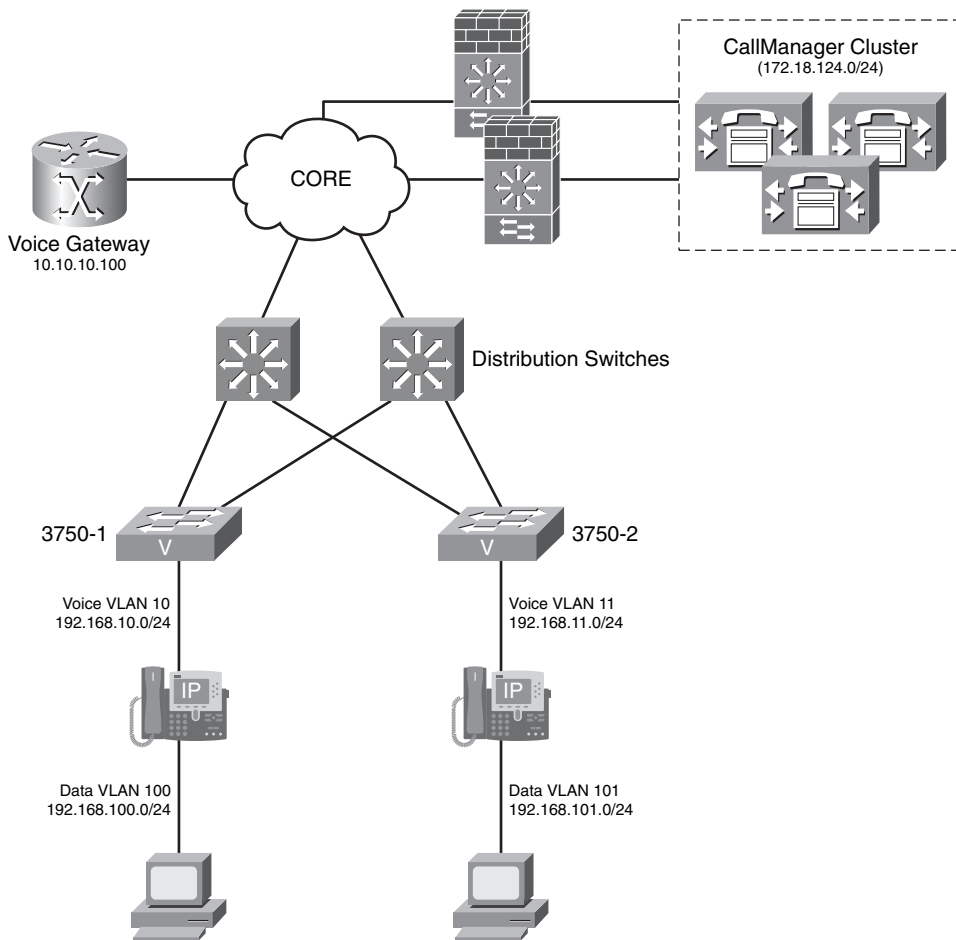 CallManager Cluster
(172.18.124.0/24)
CORE
Voice Gateway
10.10.10.100
Distribution Switches
3750-1
V
V
3750-2
Voice VLAN 10
192.168.10.0/24
Voice VLAN 11
192.168.11.0/24
IP
IP
Data VLAN 100
192.168.100.0/24
Data VLAN 101
192.168.101.0/24